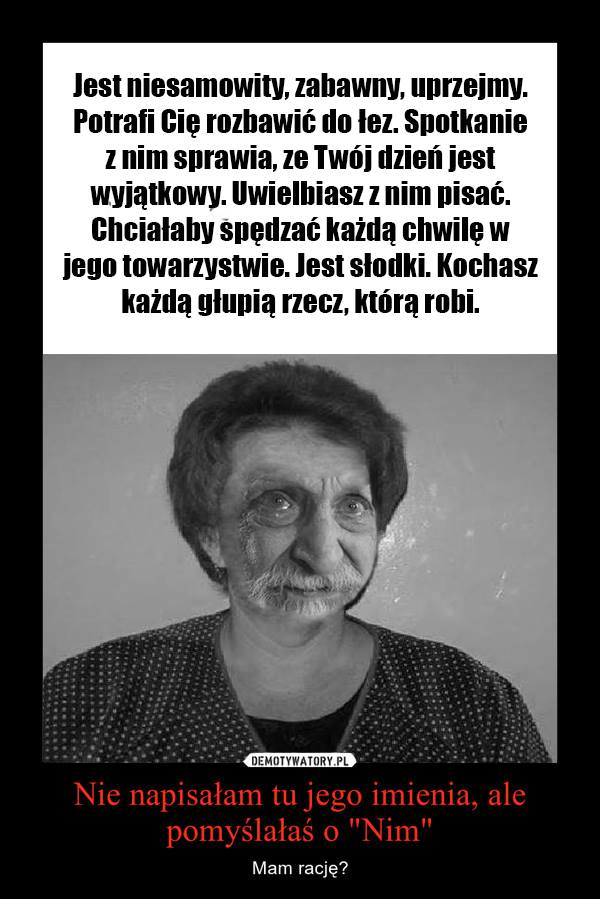 Jest niesamowity, zabawny, uprzejmy.
Potrafi Cię rozbawić do łez. Spotkanie
z nim sprawia, ze Twój dzień jest
wyjątkowy. Uwielbiasz z nim pisać.
Chciałaby spędzać każdą chwilę w
jego towarzystwie. Jest słodki. Kochasz
każdą głupią rzecz, którą robi.
DEMOTYWATORY.PL
Nie napisałam tu jego imienia, ale
pomyślałaś o "Nim"
Mam rację?